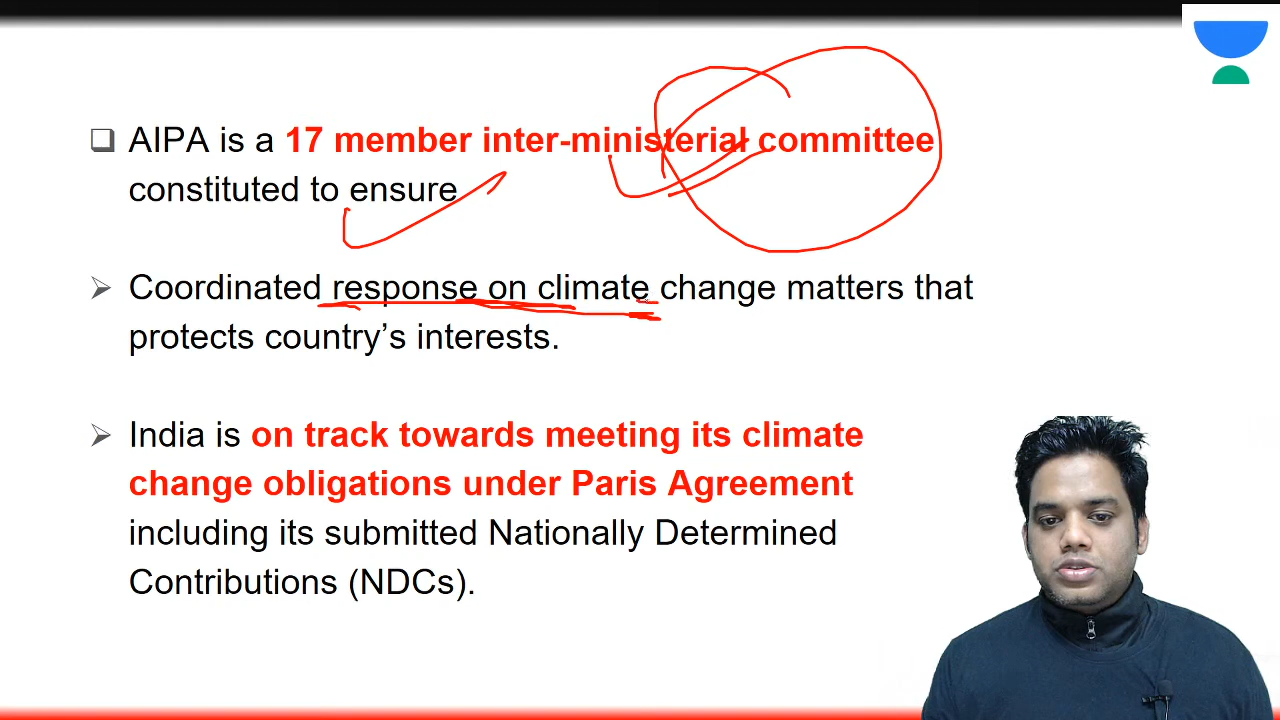 AIPA is a 17 member inter-ministerial committee
constituted to ensure
Coordinated response on climate change matters that
protects country’s interests.
India is on track towards meeting its climate
change obligations under Paris Agreement
including its submitted Nationally Determined
Contributions (NDCs).